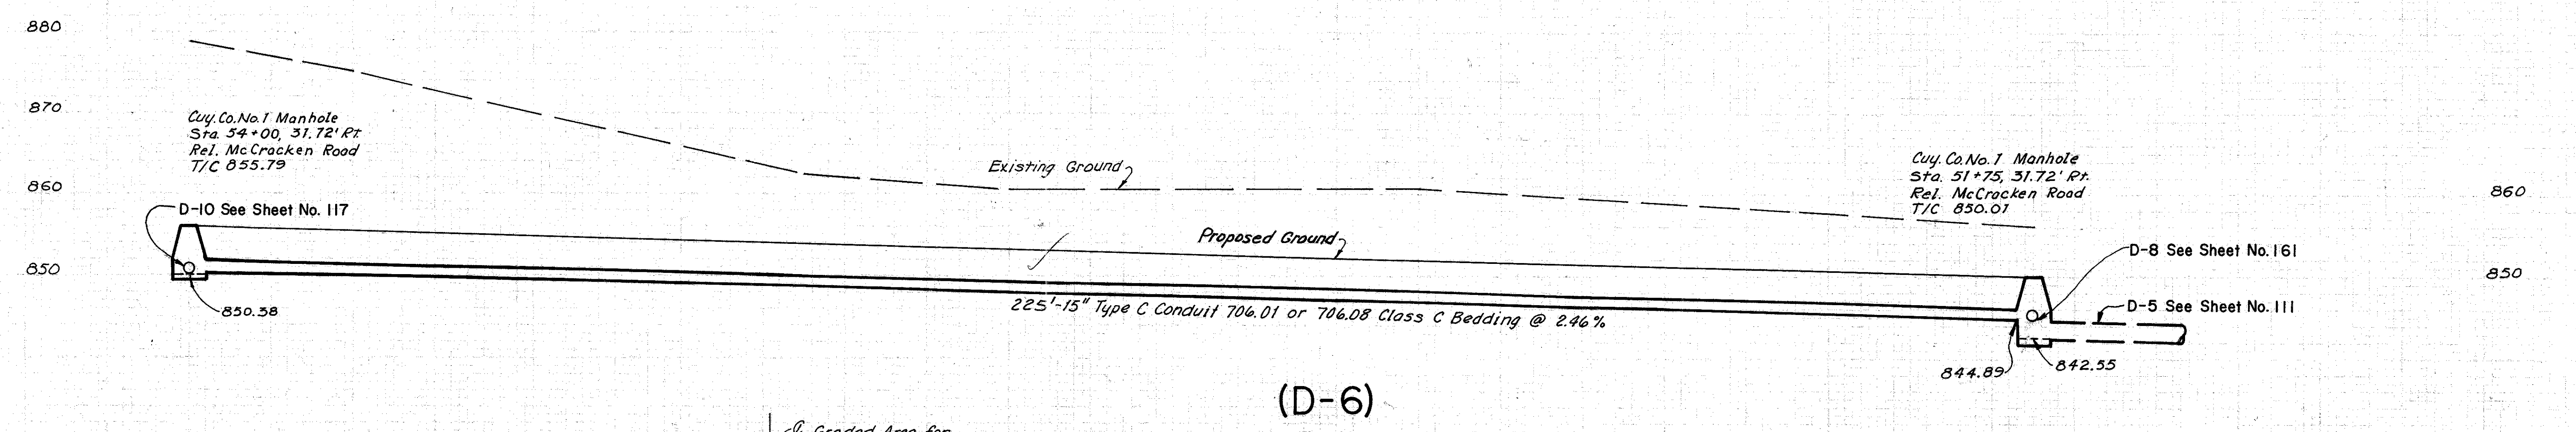 880
870
860
850
Cuy. Co. No. 1 Manhole
Sta. 54+00, 31.72' Rt.
Rel. McCracken Road
T/C 855.79
D-10 See Sheet No. 117
850.38
Existing Ground
Proposed Ground
225'-15" Type C Conduit 706.01 or 706.08 Class C Bedding @ 2.46%
Cuy. Co. No. 1 Manhole
Sta. 51+75, 31.72' Rt.
Rel. McCracken Road
T/C 850.01
860
850
D-8 See Sheet No. 161
D-5 See Sheet No. 111
844.89
842.55
(D-6)
Graded Area for